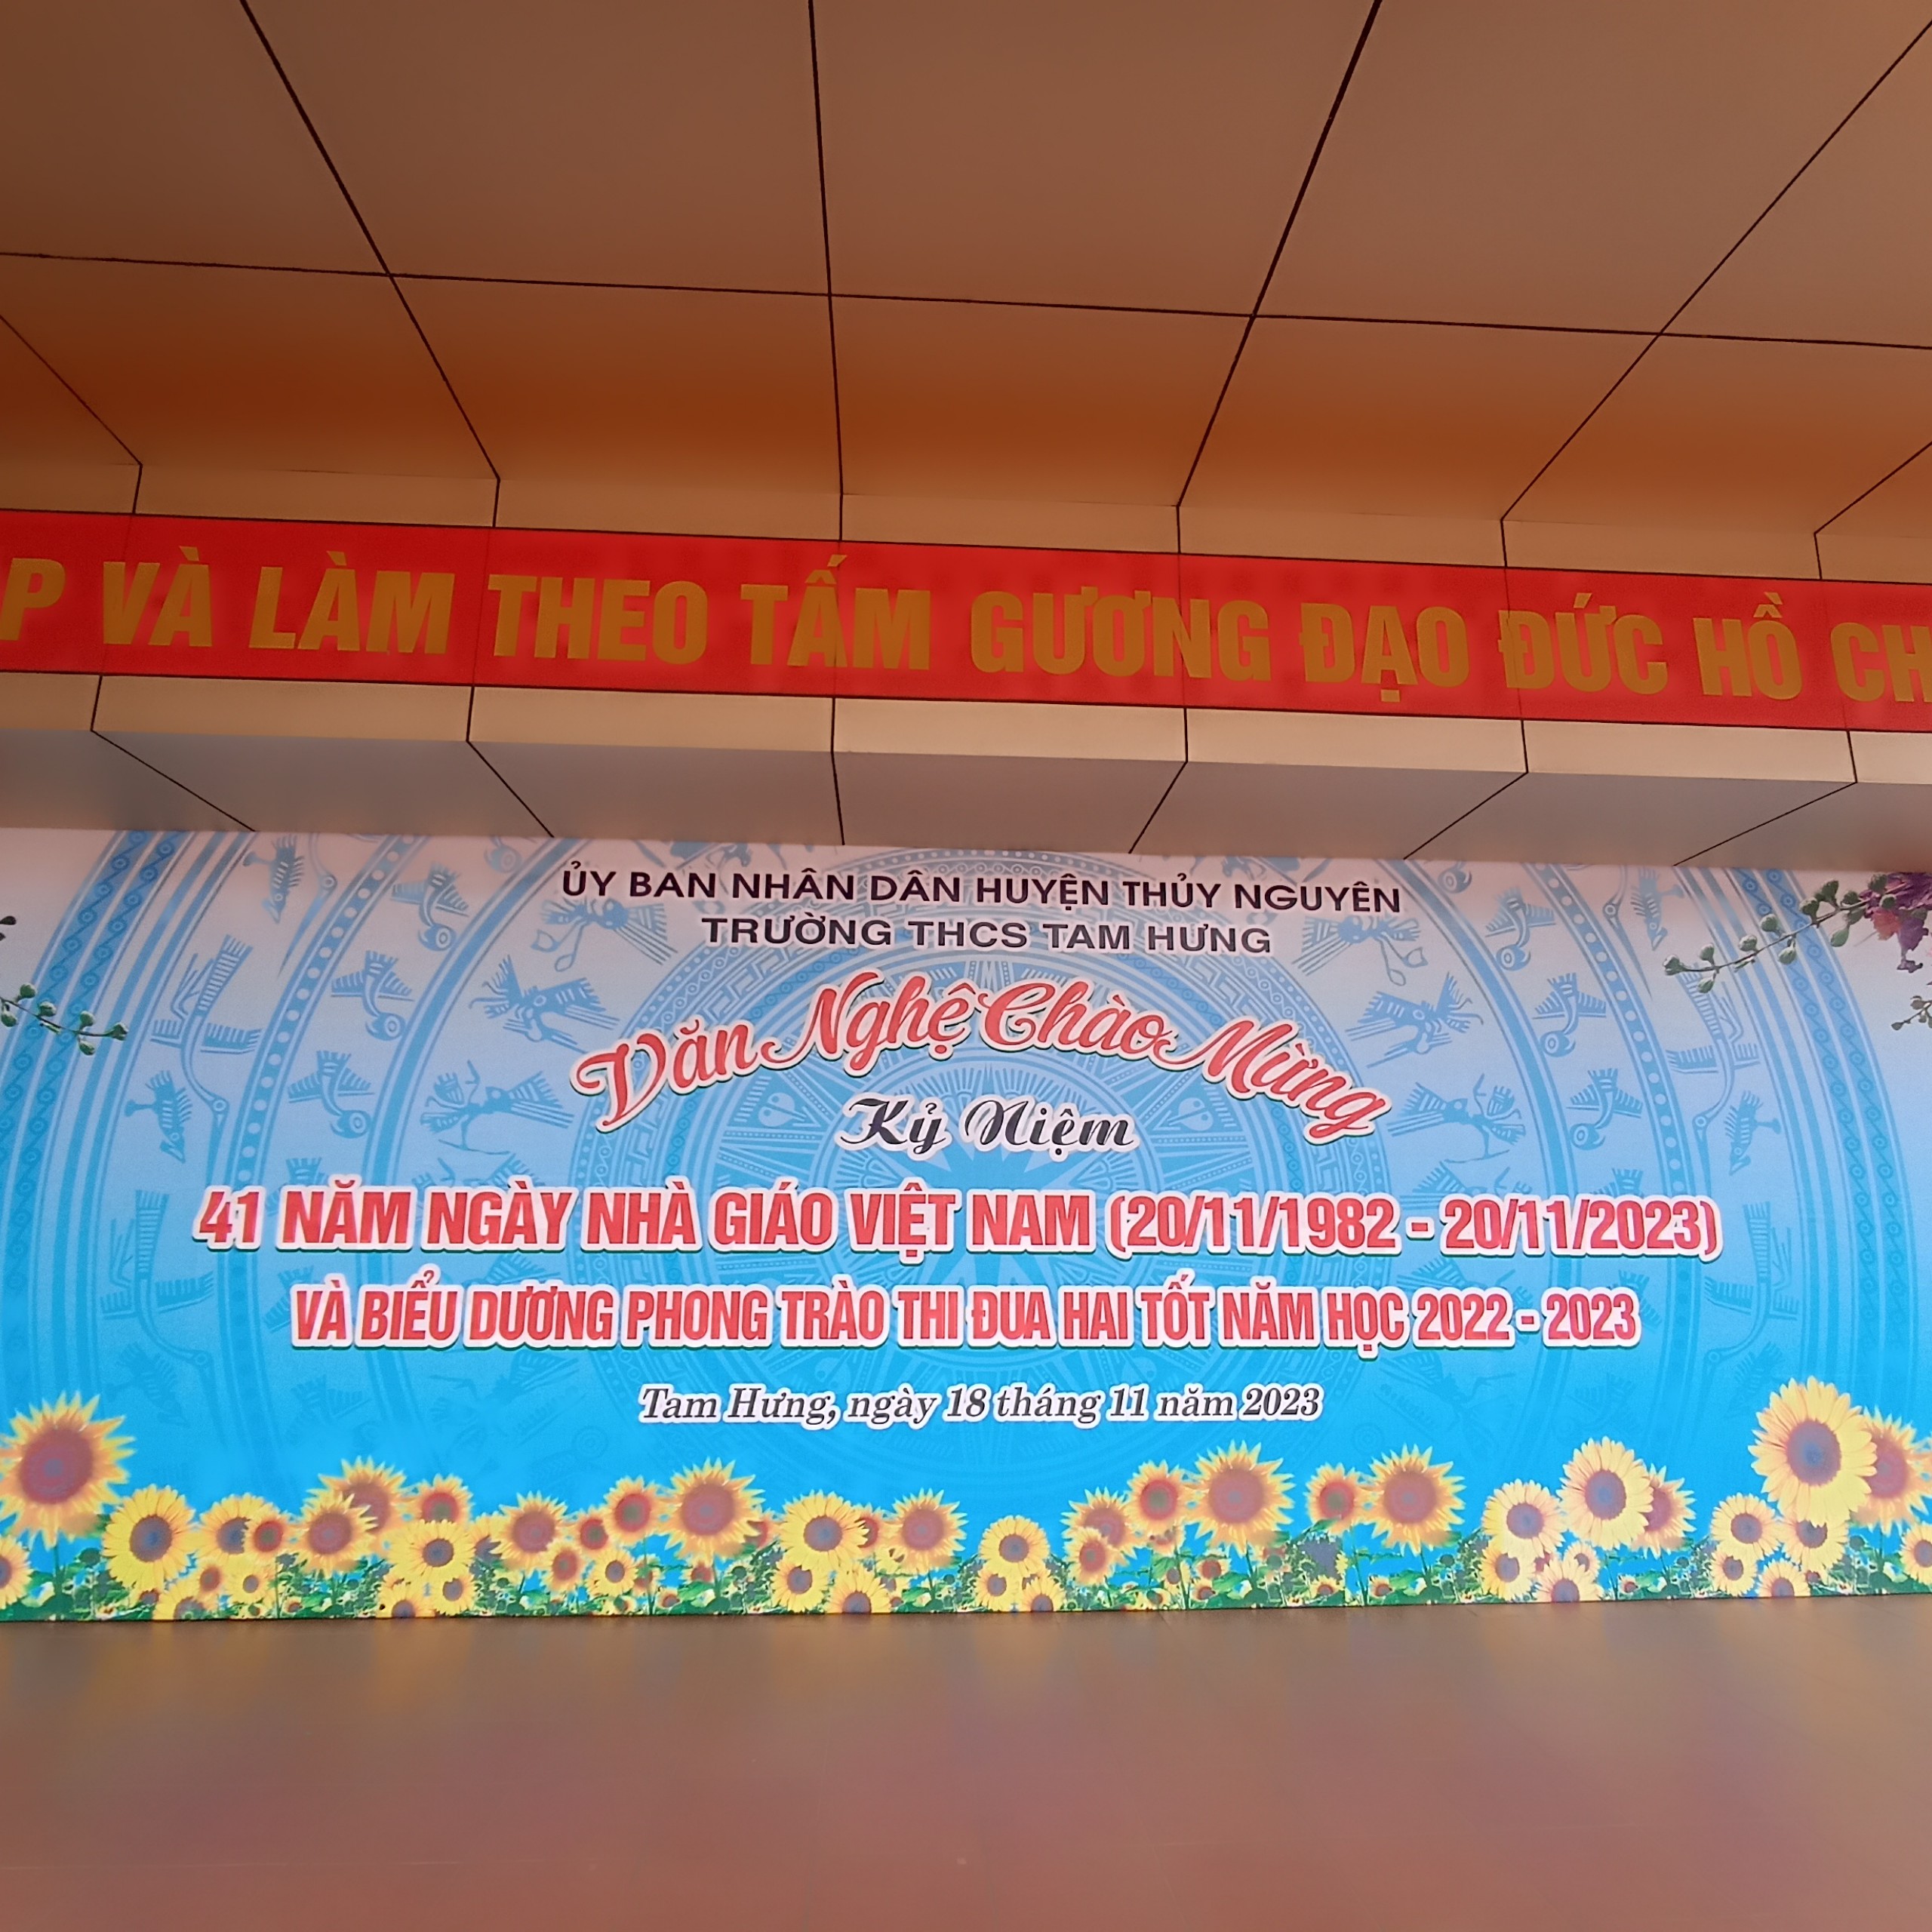 P VÀ LÀM THEO TẤM GƯƠNG ĐẠO ĐỨC HỒ CH
ỦY BAN NHÂN DÂN HUYỆN THỦY NGUYÊN
TRƯỜNG THCS TAM HƯNG
Văn Nghệ Chào Mừng
Kỷ Niệm
41 NĂM NGÀY NHÀ GIÁO VIỆT NAM (20/11/1982 - 20/11/2023)
VÀ BIỂU DƯƠNG PHONG TRÀO THI ĐUA HAI TỐT NĂM HỌC 2022 - 2023
Tam Hưng, ngày 18 tháng 11 năm 2023